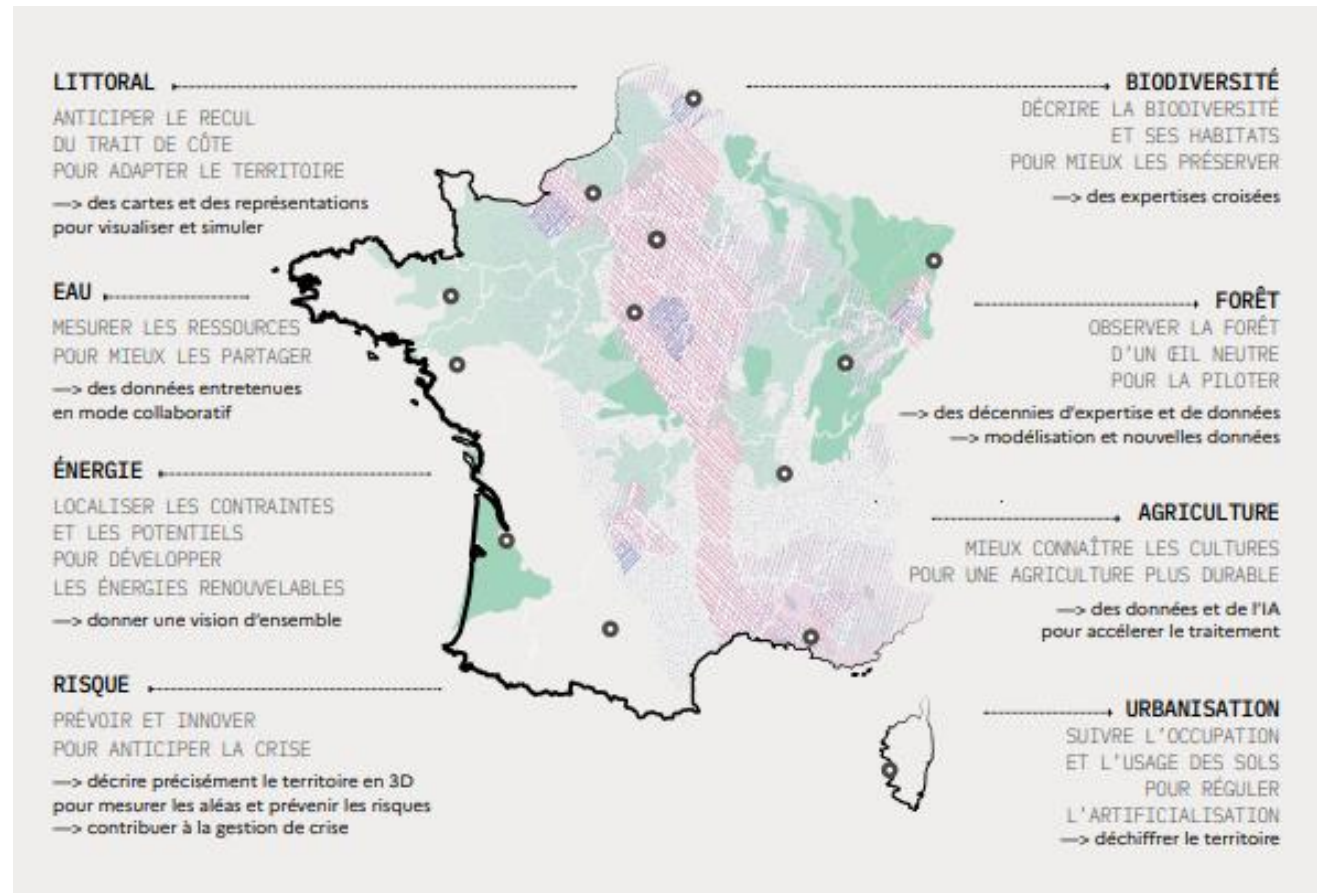 LITTORAL
ANTICIPER LE RECUL
DU TRAIT DE CÔTE
POUR ADAPTER LE TERRITOIRE
—> des cartes et des représentations
pour visualiser et simuler
EAU
MESURER LES RESSOURCES
POUR MIEUX LES PARTAGER
—> des données entretenues
en mode collaboratif
ÉNERGIE
LOCALISER LES CONTRAINTES
ET LES POTENTIELS
POUR DÉVELOPPER
LES ÉNERGIES RENOUVELABLES
—> donner une vision d'ensemble
RISQUE
PRÉVOIR ET INNOVER
POUR ANTICIPER LA CRISE
—> décrire précisément le territoire en 3D
pour mesurer les aléas et prévenir les risques
—> contribuer à la gestion de crise
BIODIVERSITÉ
DÉCRIRE LA BIODIVERSITÉ
ET SES HABITATS
POUR MIEUX LES PRÉSERVER
—> des expertises croisées
FORÊT
OBSERVER LA FORÊT
D'UN ŒIL NEUTRE
POUR LA PILOTER
—> des décennies d'expertise et de données
—> modélisation et nouvelles données
AGRICULTURE
MIEUX CONNAÎTRE LES CULTURES
POUR UNE AGRICULTURE PLUS DURABLE
—> des données et de l'IA
pour accélerer le traitement
URBANISATION
SUIVRE L'OCCUPATION
ET L'USAGE DES SOLS
POUR RÉGULER
L'ARTIFICIALISATION
—> déchiffrer le territoire